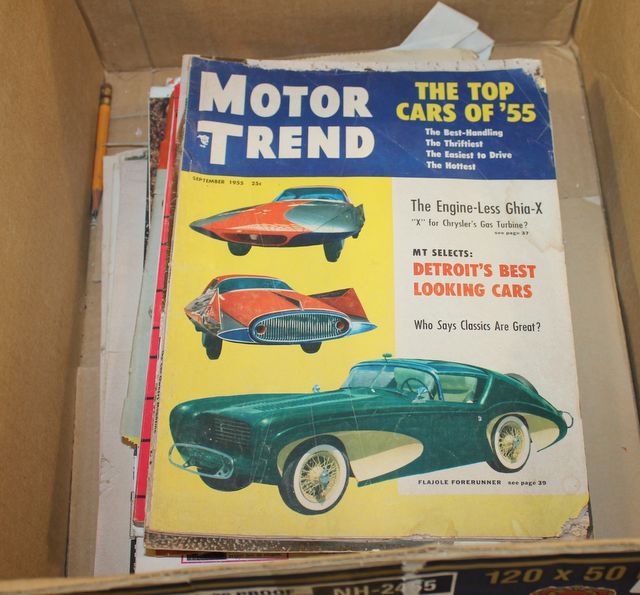 MOTOR
TREND
THE TOP
CARS OF '55
The Best-Handling
The Thriftiest
The Easiest to Drive
The Hottest
SEPTEMBER 1955 25¢
The Engine-Less Ghia-X
"X" for Chrysler's Gas Turbine?
see page 37
MT SELECTS:
DETROIT'S BEST
LOOKING CARS
Who Says Classics Are Great?
FLAJOLE FORERUNNER see page 39
120 X 50